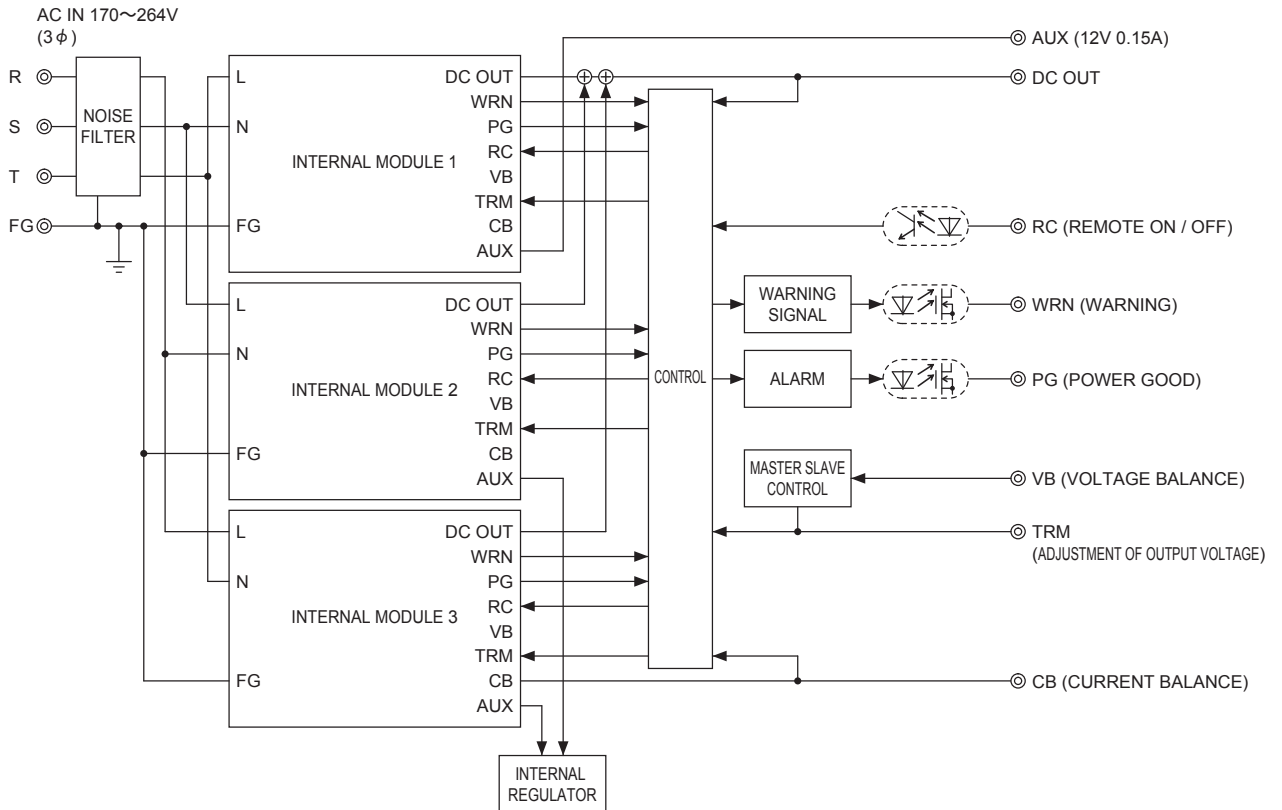 AC IN 170～264V
(3φ)
R
S
T
FG
NOISE
FILTER
L
N
FG
INTERNAL MODULE 1
DC OUT
WRN
PG
RC
VB
TRM
CB
AUX
L
N
FG
INTERNAL MODULE 2
DC OUT
WRN
PG
RC
VB
TRM
CB
AUX
L
N
FG
INTERNAL MODULE 3
DC OUT
WRN
PG
RC
VB
TRM
CB
AUX
INTERNAL
REGULATOR
CONTROL
WARNING
SIGNAL
ALARM
MASTER SLAVE
CONTROL
AUX (12V 0.15A)
DC OUT
RC (REMOTE ON / OFF)
WRN (WARNING)
PG (POWER GOOD)
VB (VOLTAGE BALANCE)
TRM
(ADJUSTMENT OF OUTPUT VOLTAGE)
CB (CURRENT BALANCE)